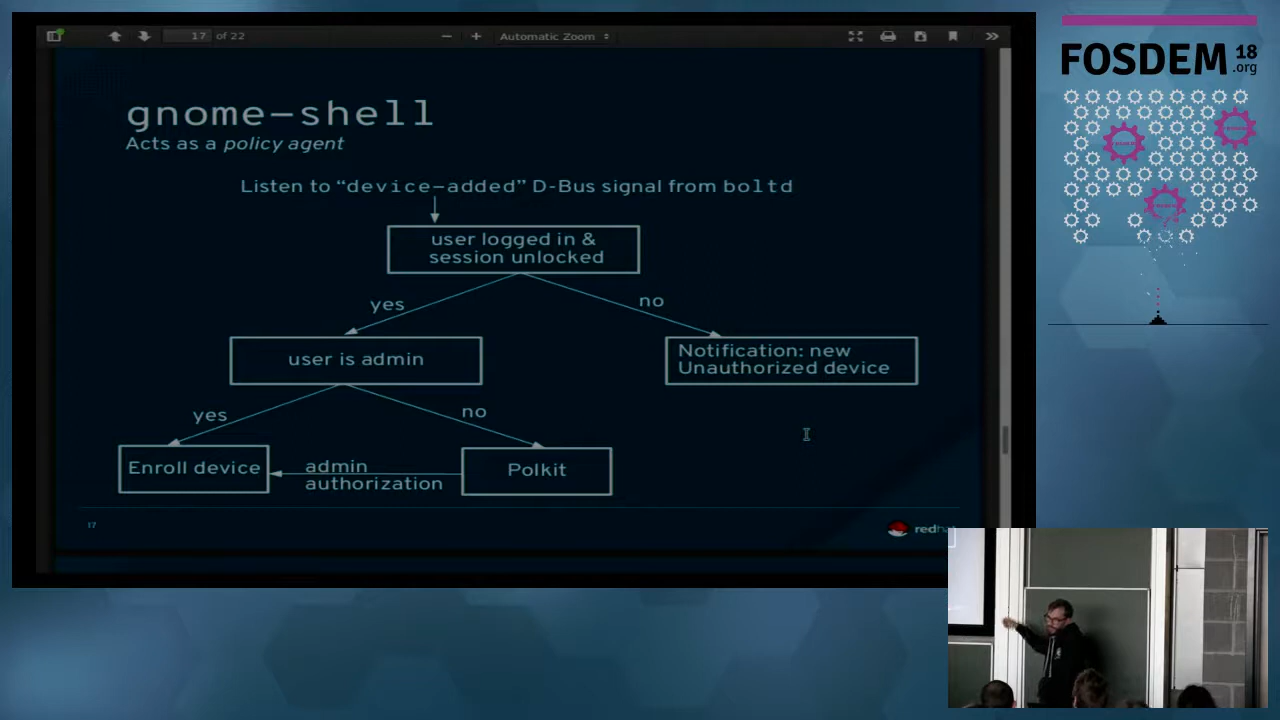 17 of 22
Automatic Zoom
FOSDEM 18
.org
gnome-shell
Acts as a policy agent
Listen to “device-added” D-Bus signal from boltd
user logged in &
session unlocked
yes
no
user is admin
Notification: new
Unauthorized device
yes
no
Enroll device
admin
authorization
Polkit
17